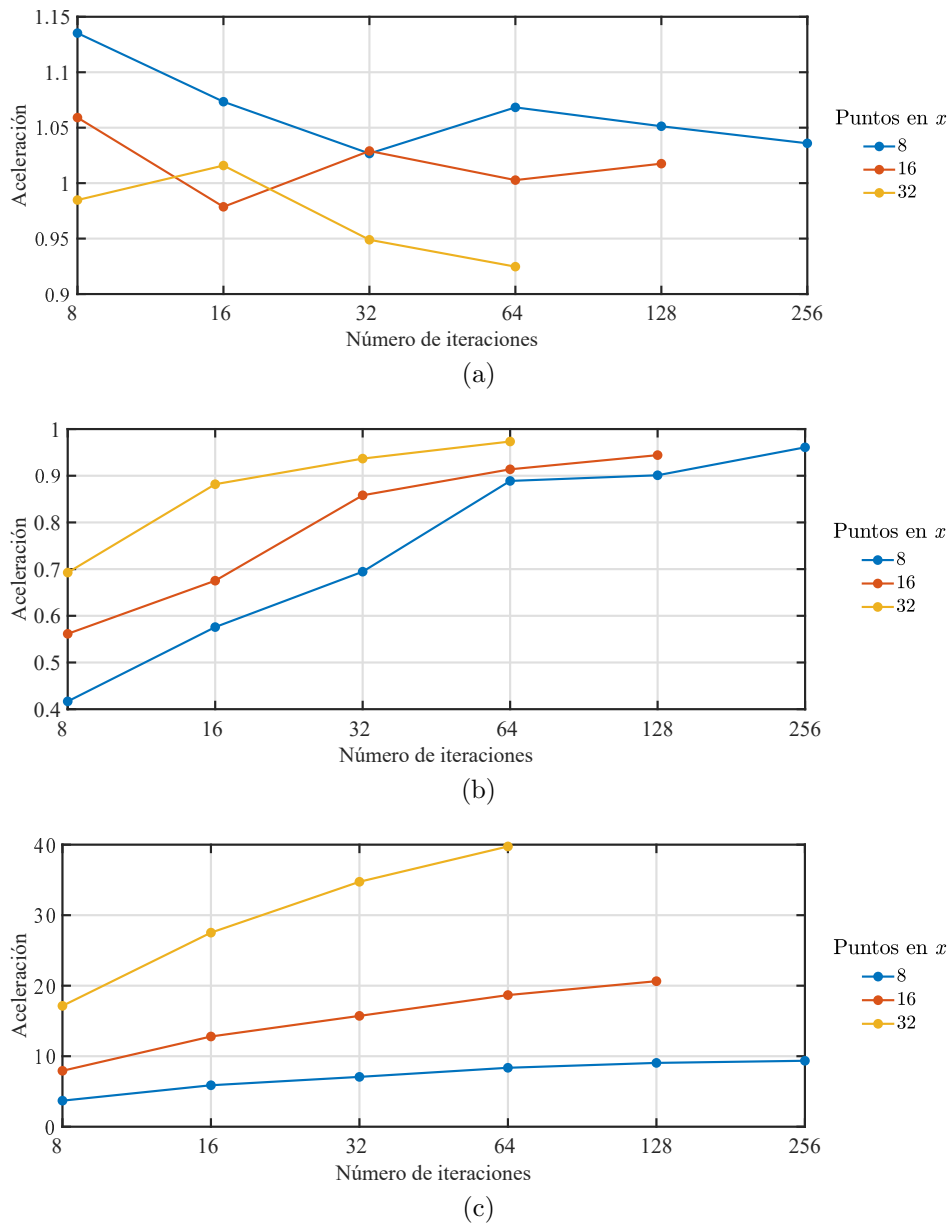 1.15
1.1
1.05
1
0.95
0.9
Aceleración
8 16 32 64 128 256
Número de iteraciones
Puntos en x
8
16
32
(a)
1
0.9
0.8
0.7
0.6
0.5
0.4
Aceleración
8 16 32 64 128 256
Número de iteraciones
Puntos en x
8
16
32
(b)
40
30
20
10
0
Aceleración
8 16 32 64 128 256
Número de iteraciones
Puntos en x
8
16
32
(c)